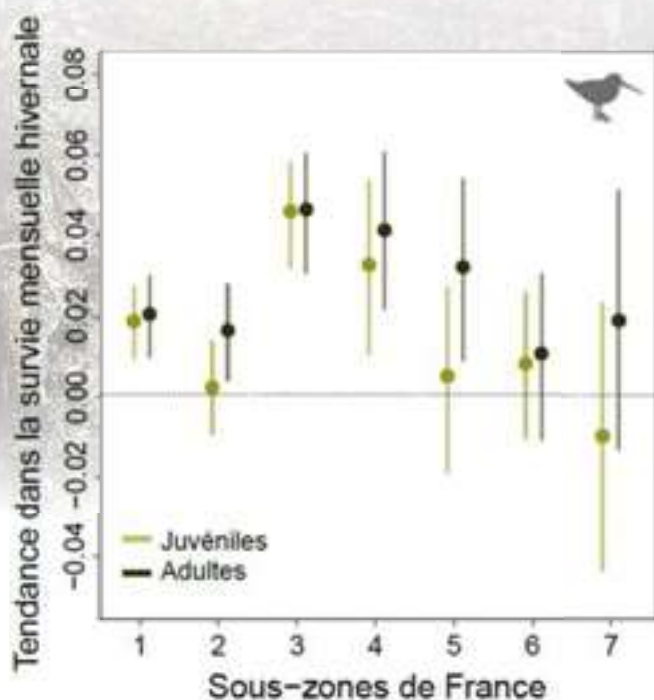 Tendance dans la survie mensuelle hivernale
0.08
0.06
0.04
0.02
0.00
−0.02
−0.04
Juvéniles
Adultes
1 2 3 4 5 6 7
Sous−zones de France